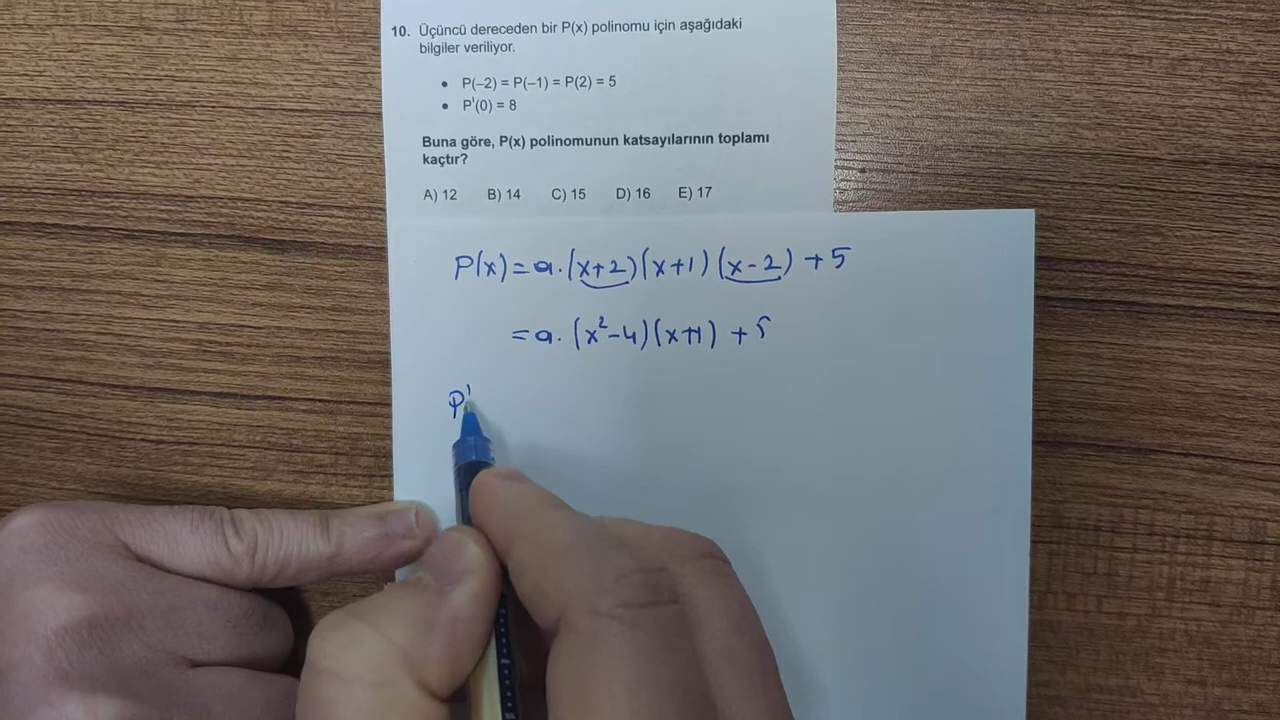 10. Üçüncü dereceden bir P(x) polinomu için aşağıdaki
bilgiler veriliyor.
• P(–2) = P(–1) = P(2) = 5
• P'(0) = 8
Buna göre, P(x) polinomunun katsayılarının toplamı
kaçtır?
A) 12 B) 14 C) 15 D) 16 E) 17
P(x) = a.(x+2)(x+1)(x-2) + 5
= a.(x²-4)(x+1) + 5
P'